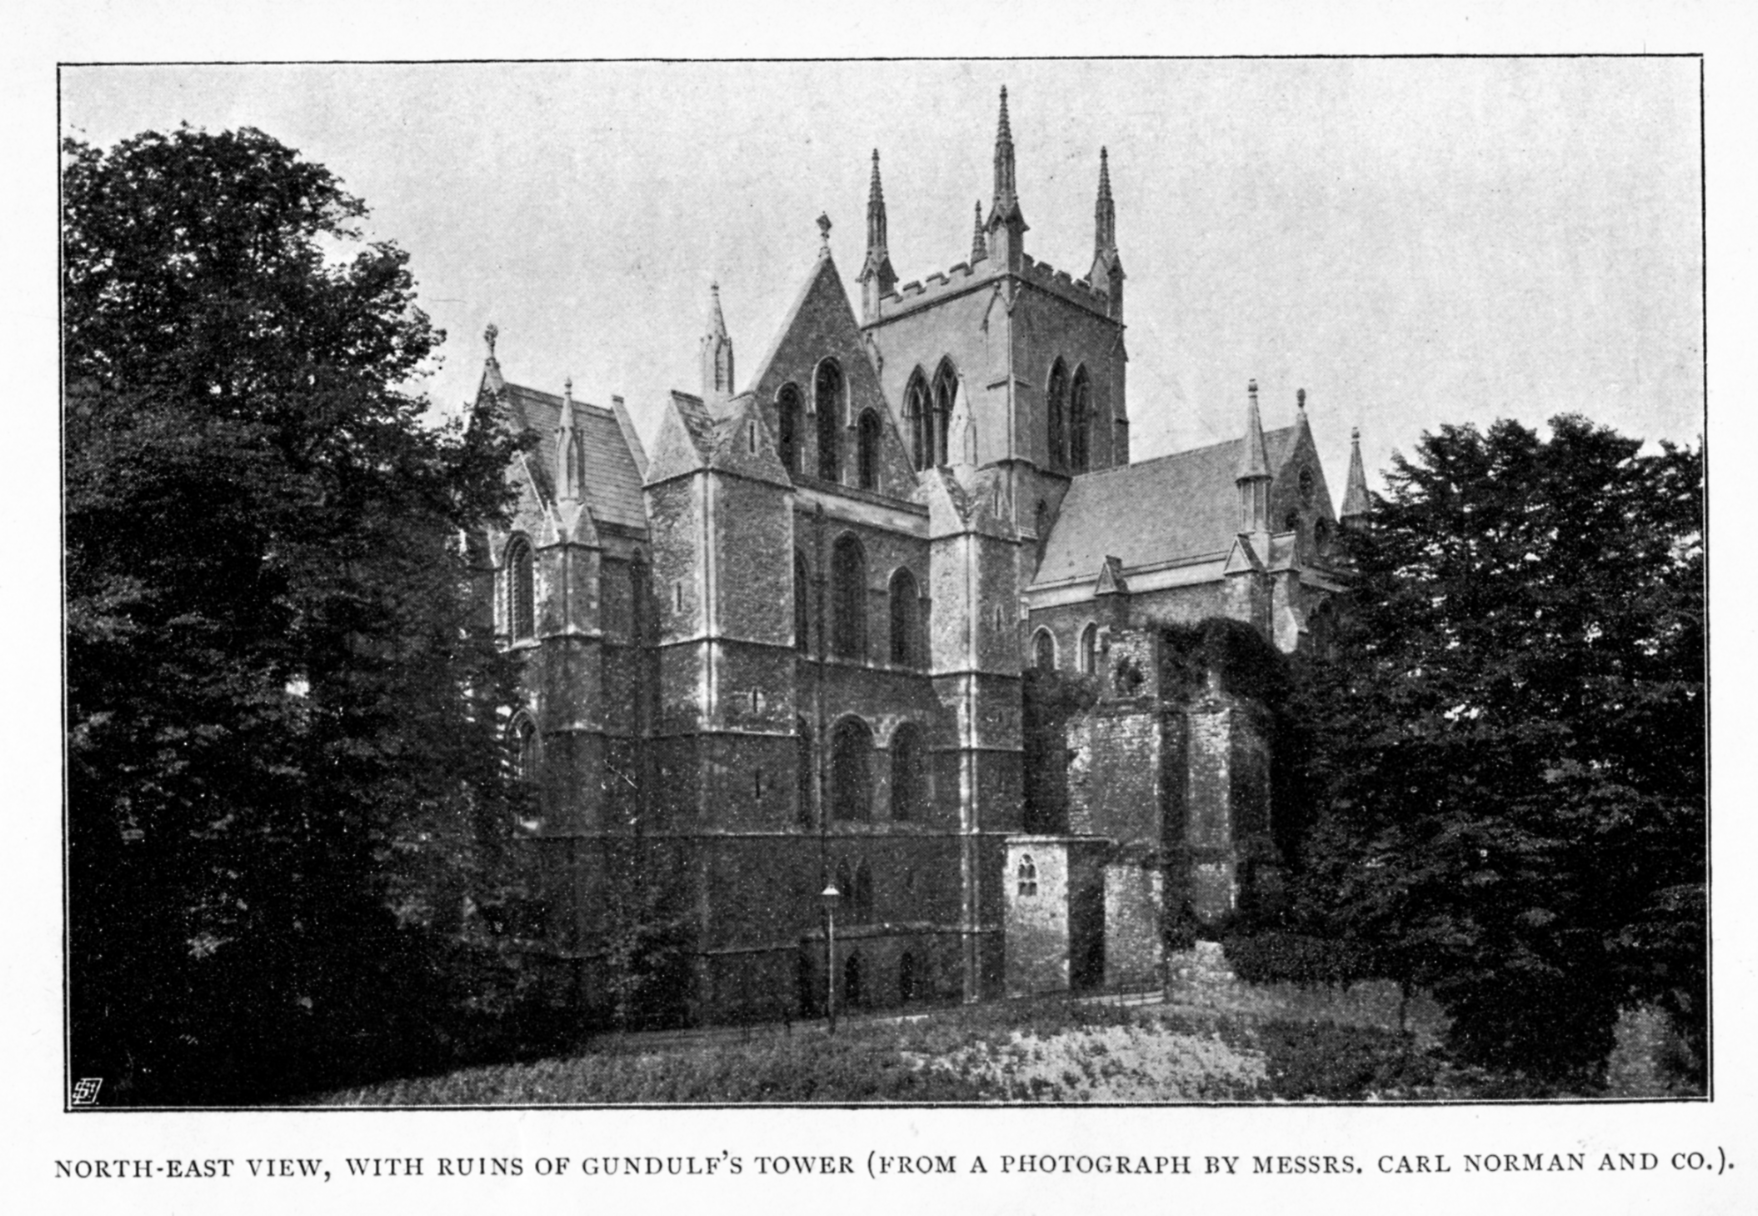 NORTH-EAST VIEW, WITH RUINS OF GUNDULF'S TOWER (FROM A PHOTOGRAPH BY MESSRS. CARL NORMAN AND CO.).